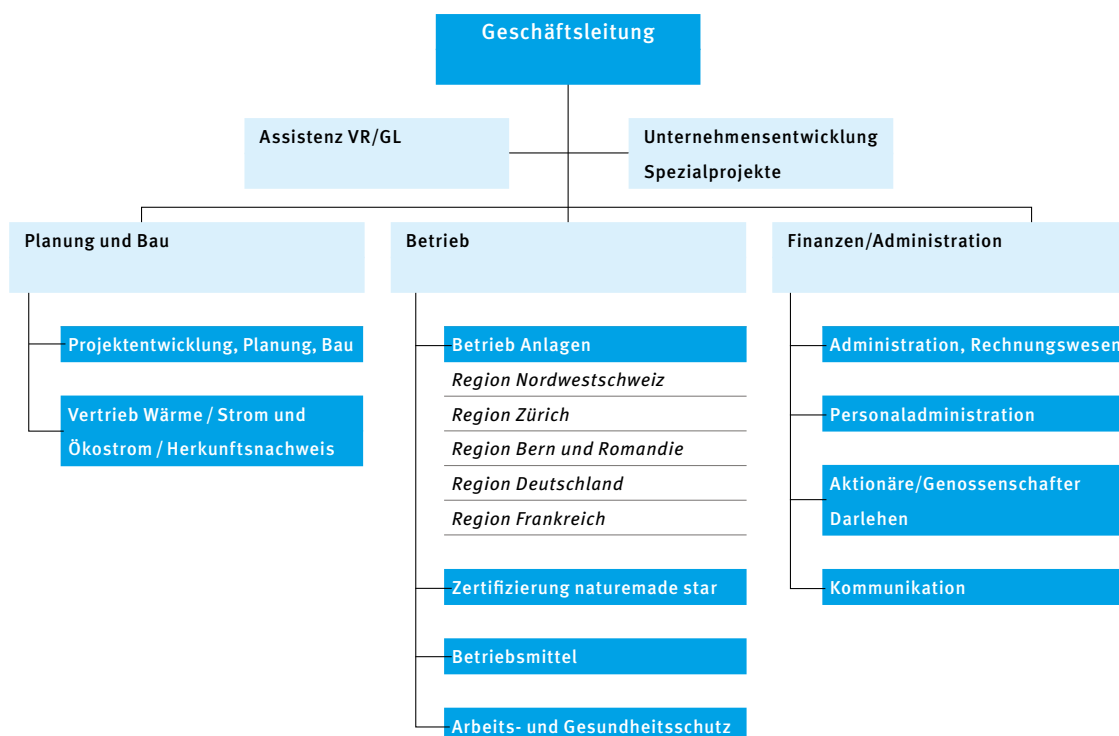 Geschäftsleitung
Assistenz VR/GL
Unternehmensentwicklung
Spezialprojekte
Planung und Bau
Projektentwicklung, Planung, Bau
Vertrieb Wärme / Strom und
Ökostrom / Herkunftsnachweis
Betrieb
Betrieb Anlagen
Region Nordwestschweiz
Region Zürich
Region Bern und Romandie
Region Deutschland
Region Frankreich
Zertifizierung naturemade star
Betriebsmittel
Arbeits- und Gesundheitsschutz
Finanzen/Administration
Administration, Rechnungswesen
Personaladministration
Aktionäre/Genossenschafter
Darlehen
Kommunikation